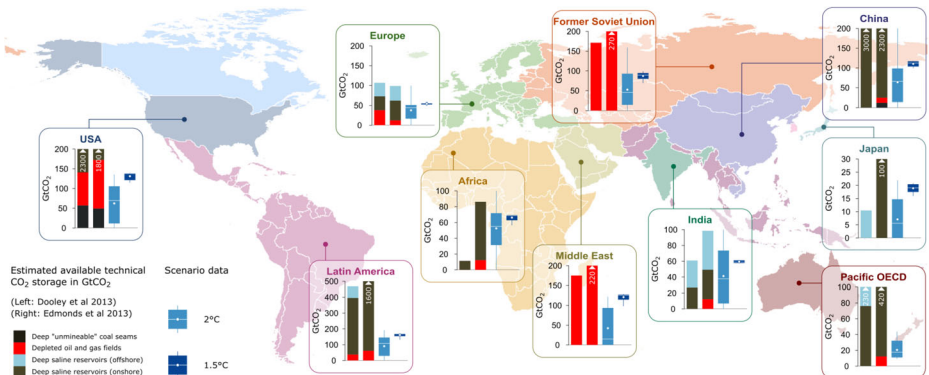 Europe
GtCO₂
200
150
100
50
0
Former Soviet Union
GtCO₂
200
150
100
50
0
270
China
GtCO₂
200
150
100
50
0
3000
2300
USA
GtCO₂
200
150
100
50
0
2300
1800
Africa
GtCO₂
100
80
60
40
20
0
Japan
GtCO₂
30
25
20
15
10
5
0
100
India
GtCO₂
100
80
60
40
20
0
Middle East
GtCO₂
200
150
100
50
0
220
Latin America
GtCO₂
500
400
300
200
100
0
1600
Pacific OECD
GtCO₂
100
80
60
40
20
0
230
420
Estimated available technical
CO₂ storage in GtCO₂
(Left: Dooley et al 2013)
(Right: Edmonds et al 2013)
Deep "unmineable" coal seams
Depleted oil and gas fields
Deep saline reservoirs (offshore)
Deep saline reservoirs (onshore)
Scenario data
2°C
1.5°C